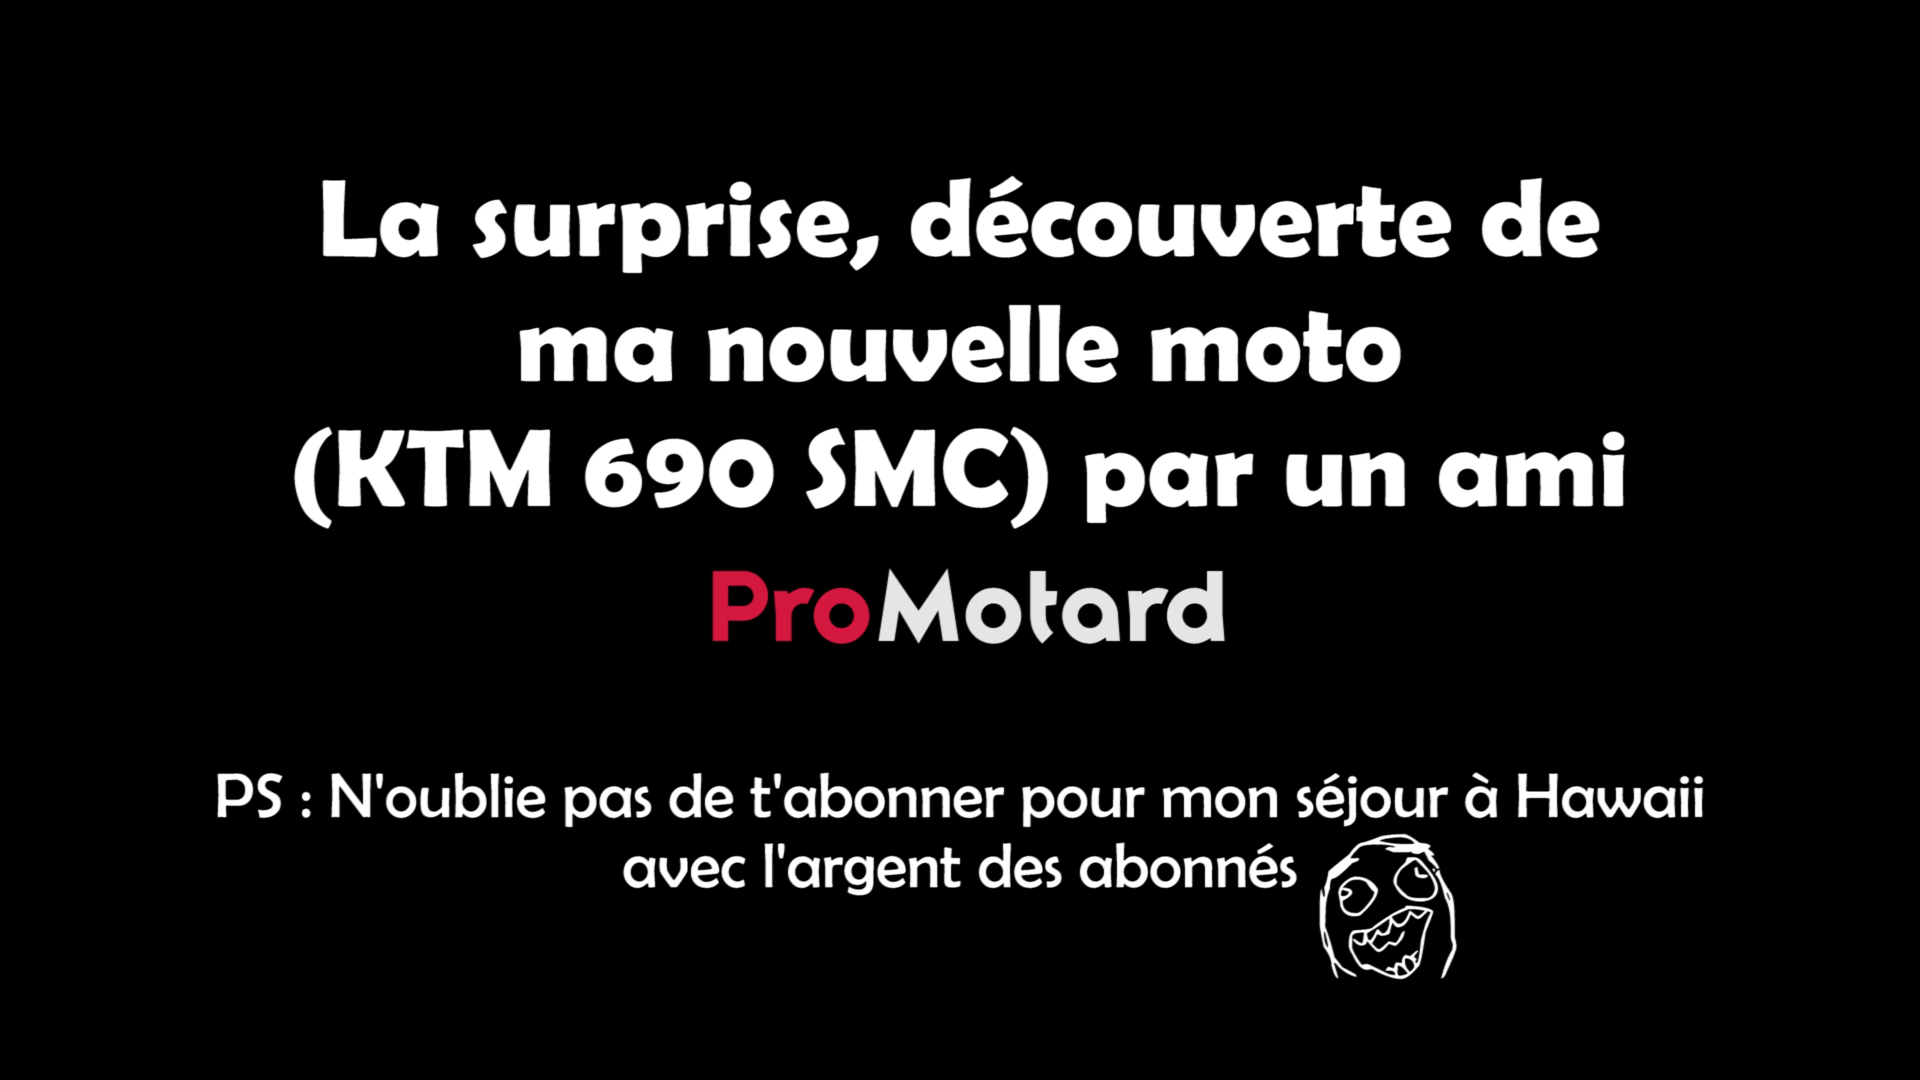 La surprise, découverte de
ma nouvelle moto
(KTM 690 SMC) par un ami
ProMotard
PS : N'oublie pas de t'abonner pour mon séjour à Hawaii
avec l'argent des abonnés